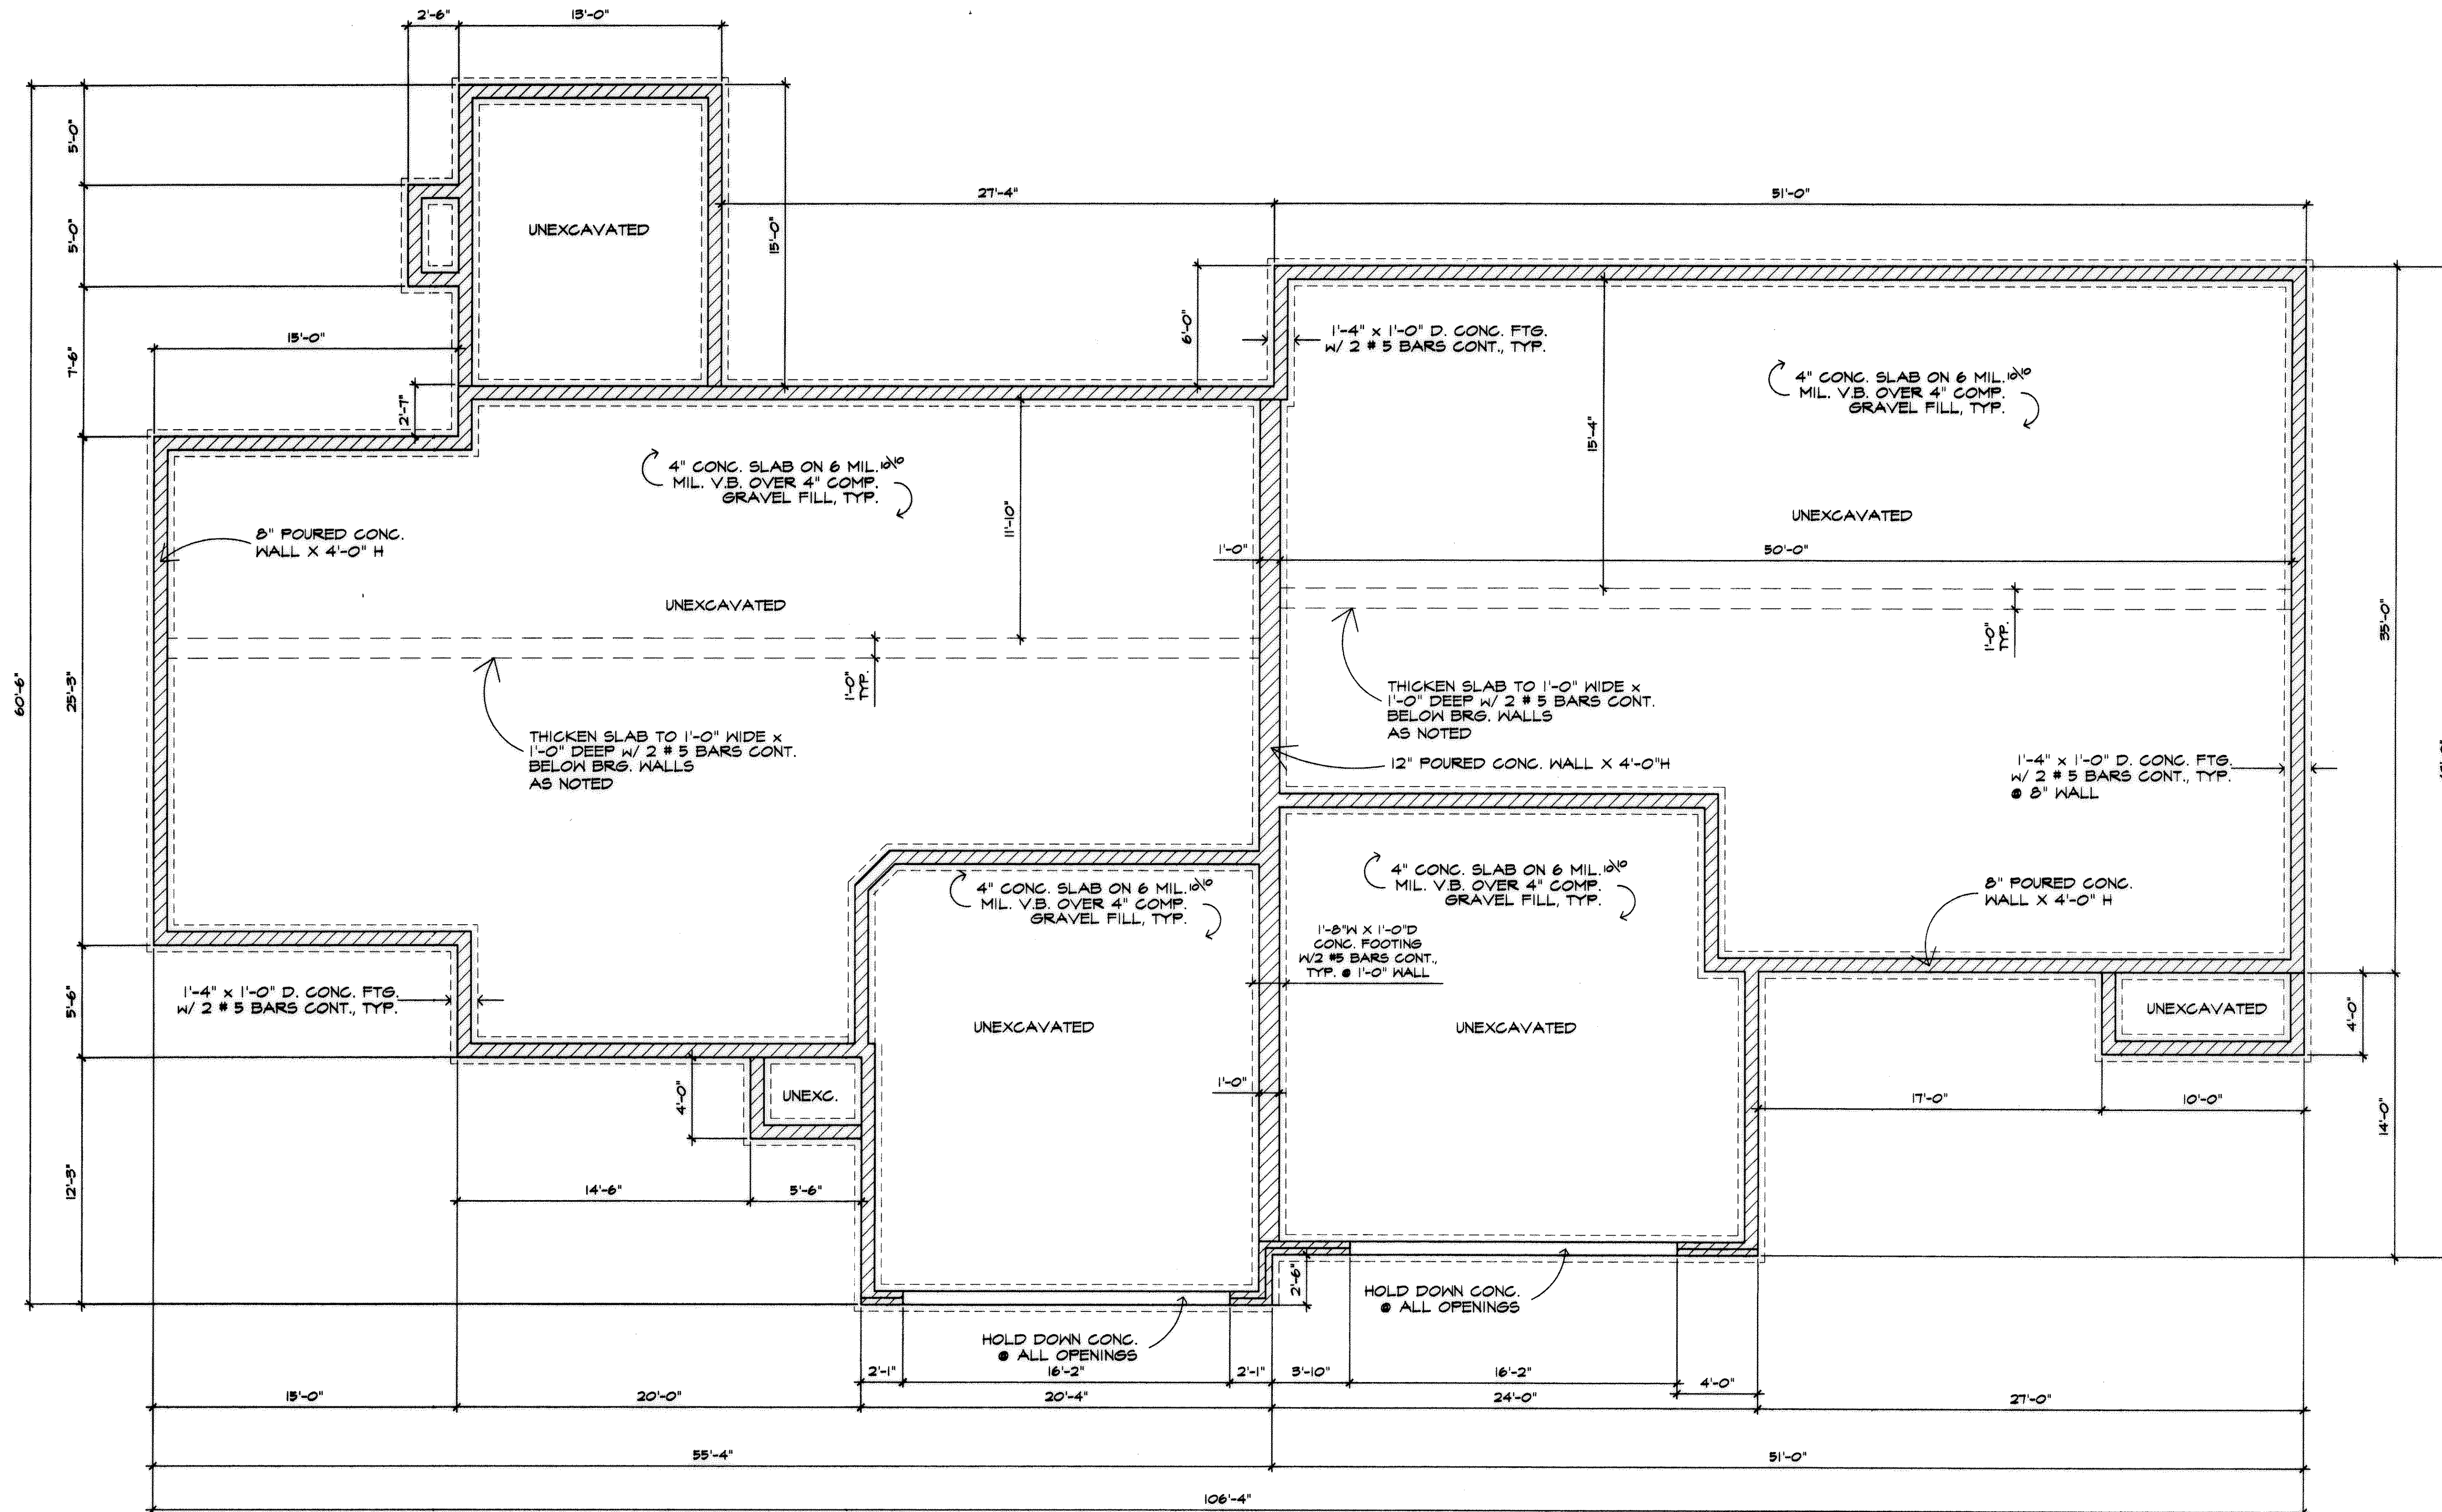 2'-6"
13'-0"
5'-0"
5'-0"
7'-6"
25'-3"
5'-6"
12'-3"
60'-6"
UNEXCAVATED
15'-0"
27'-4"
51'-0"
15'-0"
2'-7"
6'-0"
1'-4" x 1'-0" D. CONC. FTG.
W/ 2 # 5 BARS CONT., TYP.
4" CONC. SLAB ON 6 MIL. 10/10
MIL. V.B. OVER 4" COMP.
GRAVEL FILL, TYP.
15'-4"
4" CONC. SLAB ON 6 MIL. 10/10
MIL. V.B. OVER 4" COMP.
GRAVEL FILL, TYP.
11'-10"
8" POURED CONC.
WALL X 4'-0" H
UNEXCAVATED
1'-0"
50'-0"
UNEXCAVATED
1'-0"
TYP.
1'-0"
TYP.
35'-0"
THICKEN SLAB TO 1'-0" WIDE x
1'-0" DEEP W/ 2 # 5 BARS CONT.
BELOW BRG. WALLS
AS NOTED
THICKEN SLAB TO 1'-0" WIDE x
1'-0" DEEP W/ 2 # 5 BARS CONT.
BELOW BRG. WALLS
AS NOTED
12" POURED CONC. WALL X 4'-0"H
1'-4" x 1'-0" D. CONC. FTG.
W/ 2 # 5 BARS CONT., TYP.
@ 8" WALL
4" CONC. SLAB ON 6 MIL. 10/10
MIL. V.B. OVER 4" COMP.
GRAVEL FILL, TYP.
4" CONC. SLAB ON 6 MIL. 10/10
MIL. V.B. OVER 4" COMP.
GRAVEL FILL, TYP.
8" POURED CONC.
WALL X 4'-0" H
1'-8"W X 1'-0"D
CONC. FOOTING
W/2 #5 BARS CONT.,
TYP. @ 1'-0" WALL
1'-4" x 1'-0" D. CONC. FTG.
W/ 2 # 5 BARS CONT., TYP.
UNEXCAVATED
UNEXCAVATED
UNEXCAVATED
4'-0"
4'-0"
UNEXC.
1'-0"
17'-0"
10'-0"
14'-0"
14'-6"
5'-6"
2'-6"
HOLD DOWN CONC.
@ ALL OPENINGS
HOLD DOWN CONC.
@ ALL OPENINGS
2'-1"
16'-2"
2'-1"
3'-10"
16'-2"
4'-0"
15'-0"
20'-0"
20'-4"
24'-0"
27'-0"
55'-4"
51'-0"
106'-4"